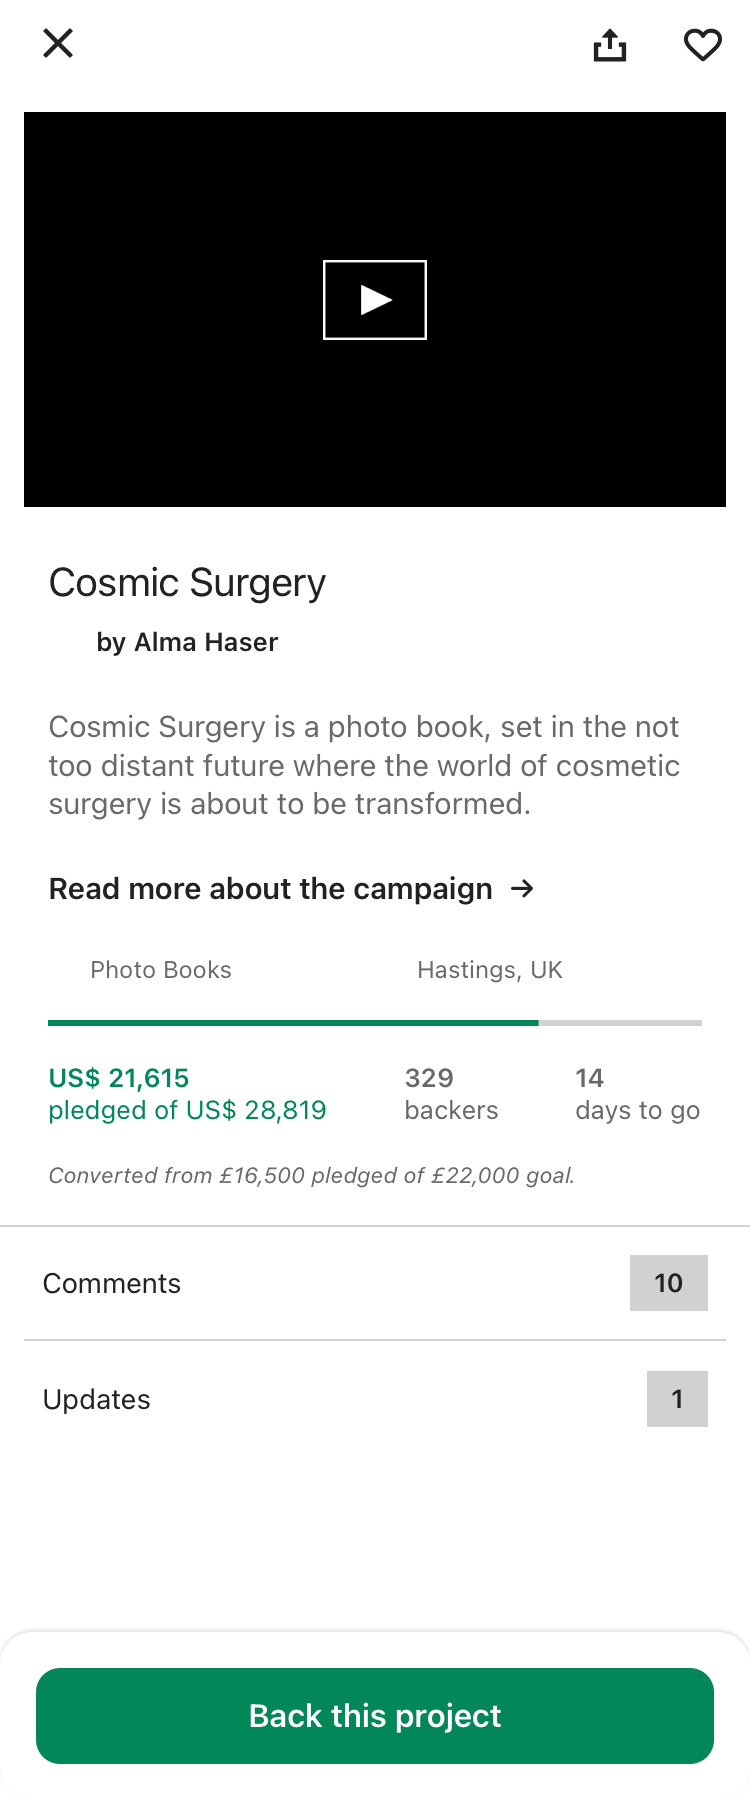 Cosmic Surgery
by Alma Haser
Cosmic Surgery is a photo book, set in the not
too distant future where the world of cosmetic
surgery is about to be transformed.
Read more about the campaign →
Photo Books
Hastings, UK
US$ 21,615
pledged of US$ 28,819
329
backers
14
days to go
Converted from £16,500 pledged of £22,000 goal.
Comments
10
Updates
1
Back this project